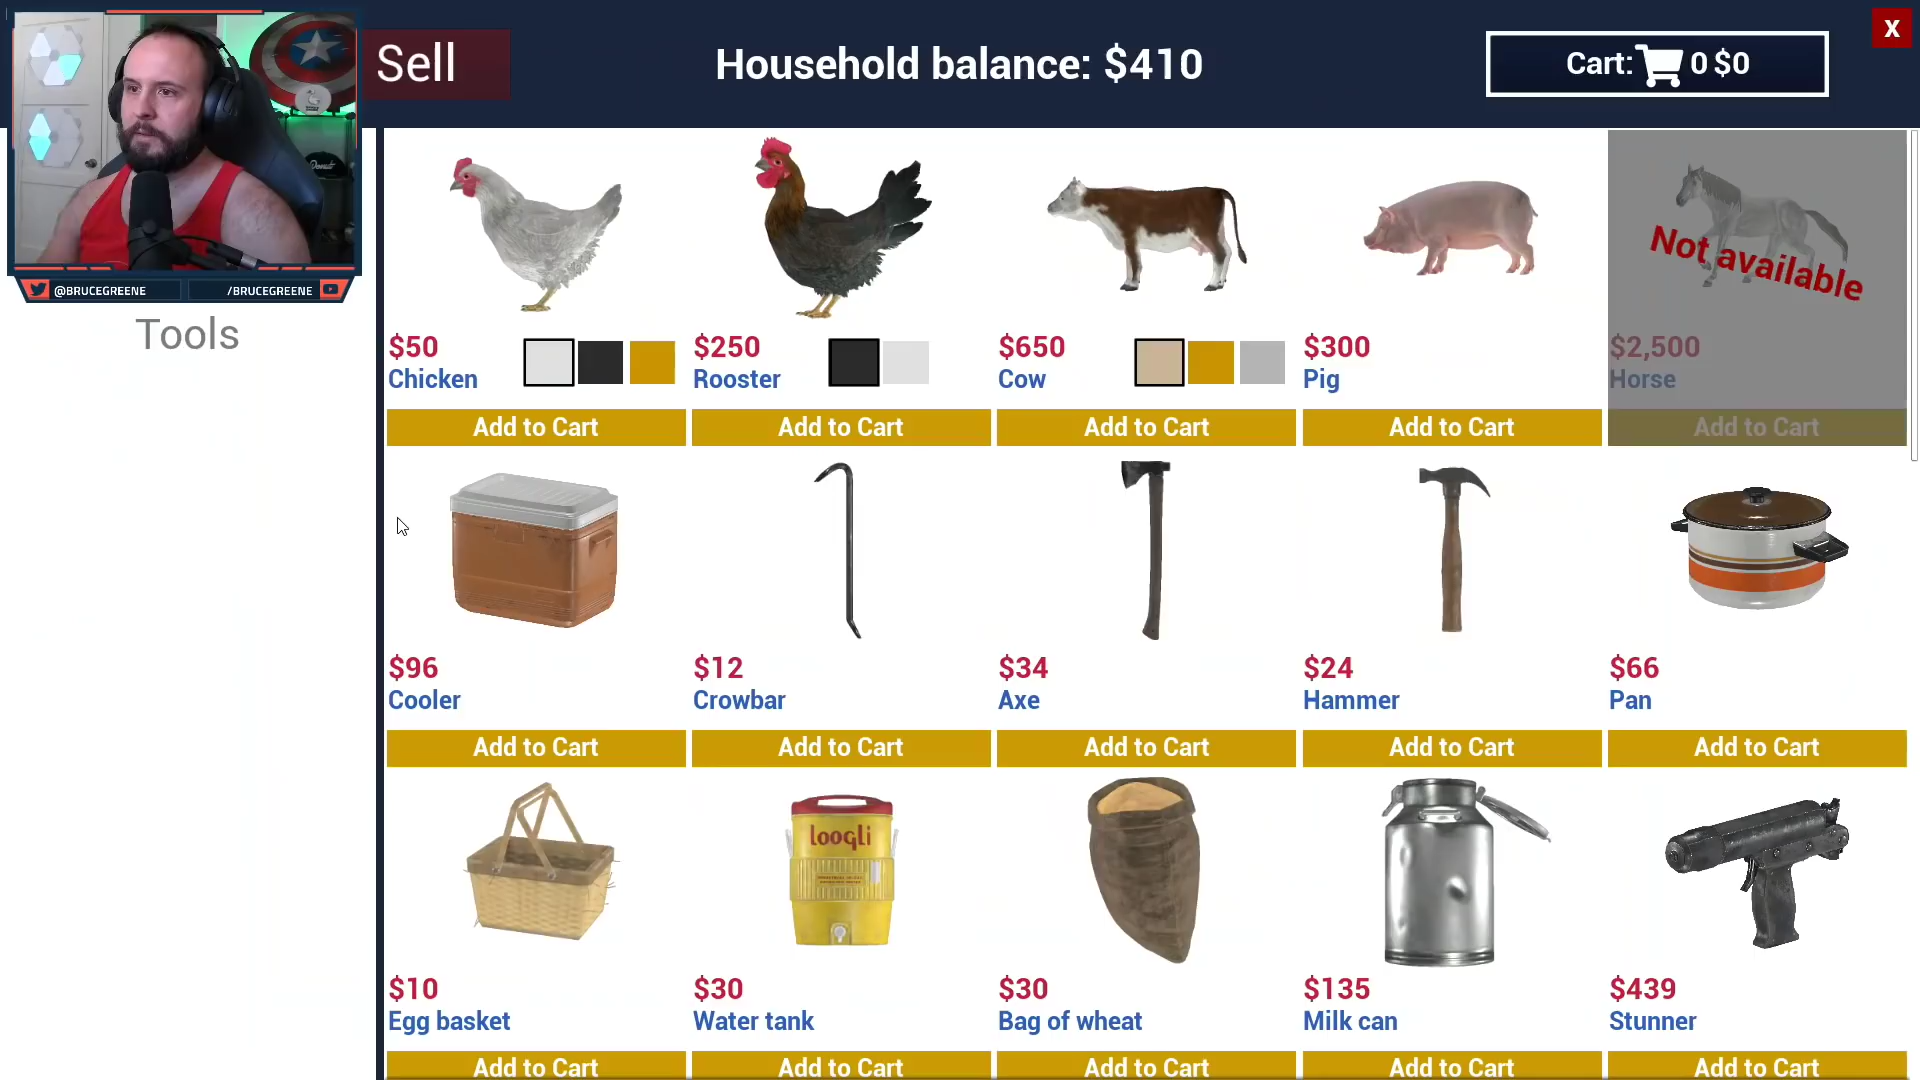 Sell
Household balance: $410
Cart: 0 $0
X
@BRUCEGREENE
/BRUCEGREENE
Tools
$50
Chicken
Add to Cart
$250
Rooster
Add to Cart
$650
Cow
Add to Cart
$300
Pig
Add to Cart
Not available
$2,500
Horse
Add to Cart
$96
Cooler
Add to Cart
$12
Crowbar
Add to Cart
$34
Axe
Add to Cart
$24
Hammer
Add to Cart
$66
Pan
Add to Cart
$10
Egg basket
Add to Cart
loogli
$30
Water tank
Add to Cart
$30
Bag of wheat
Add to Cart
$135
Milk can
Add to Cart
$439
Stunner
Add to Cart